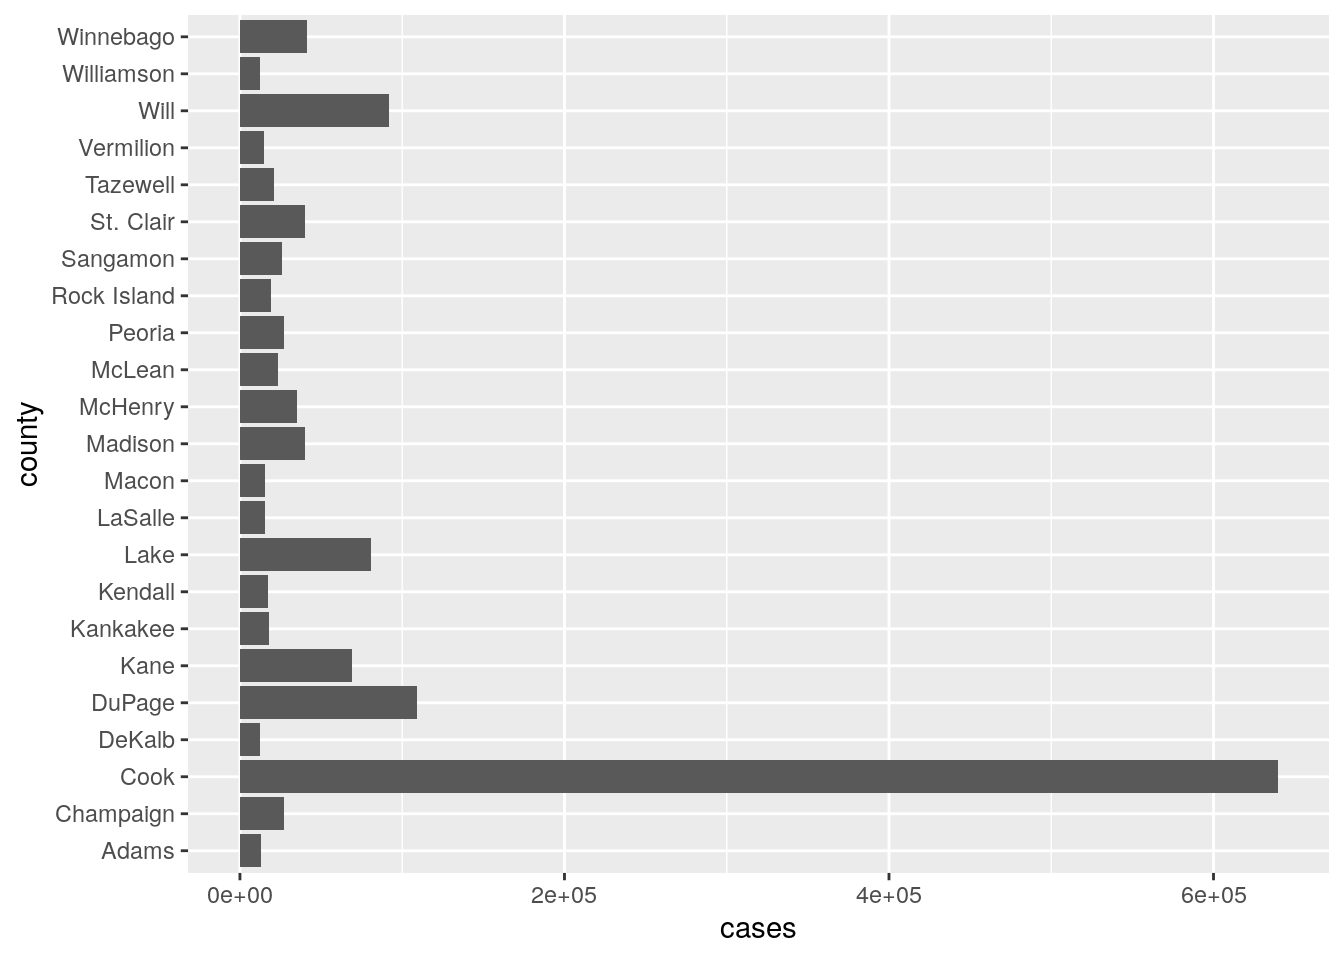 Winnebago
Williamson
Will
Vermilion
Tazewell
St. Clair
Sangamon
Rock Island
Peoria
McLean
McHenry
Madison
Macon
LaSalle
Lake
Kendall
Kankakee
Kane
DuPage
DeKalb
Cook
Champaign
Adams
county
0e+00 2e+05 4e+05 6e+05
cases